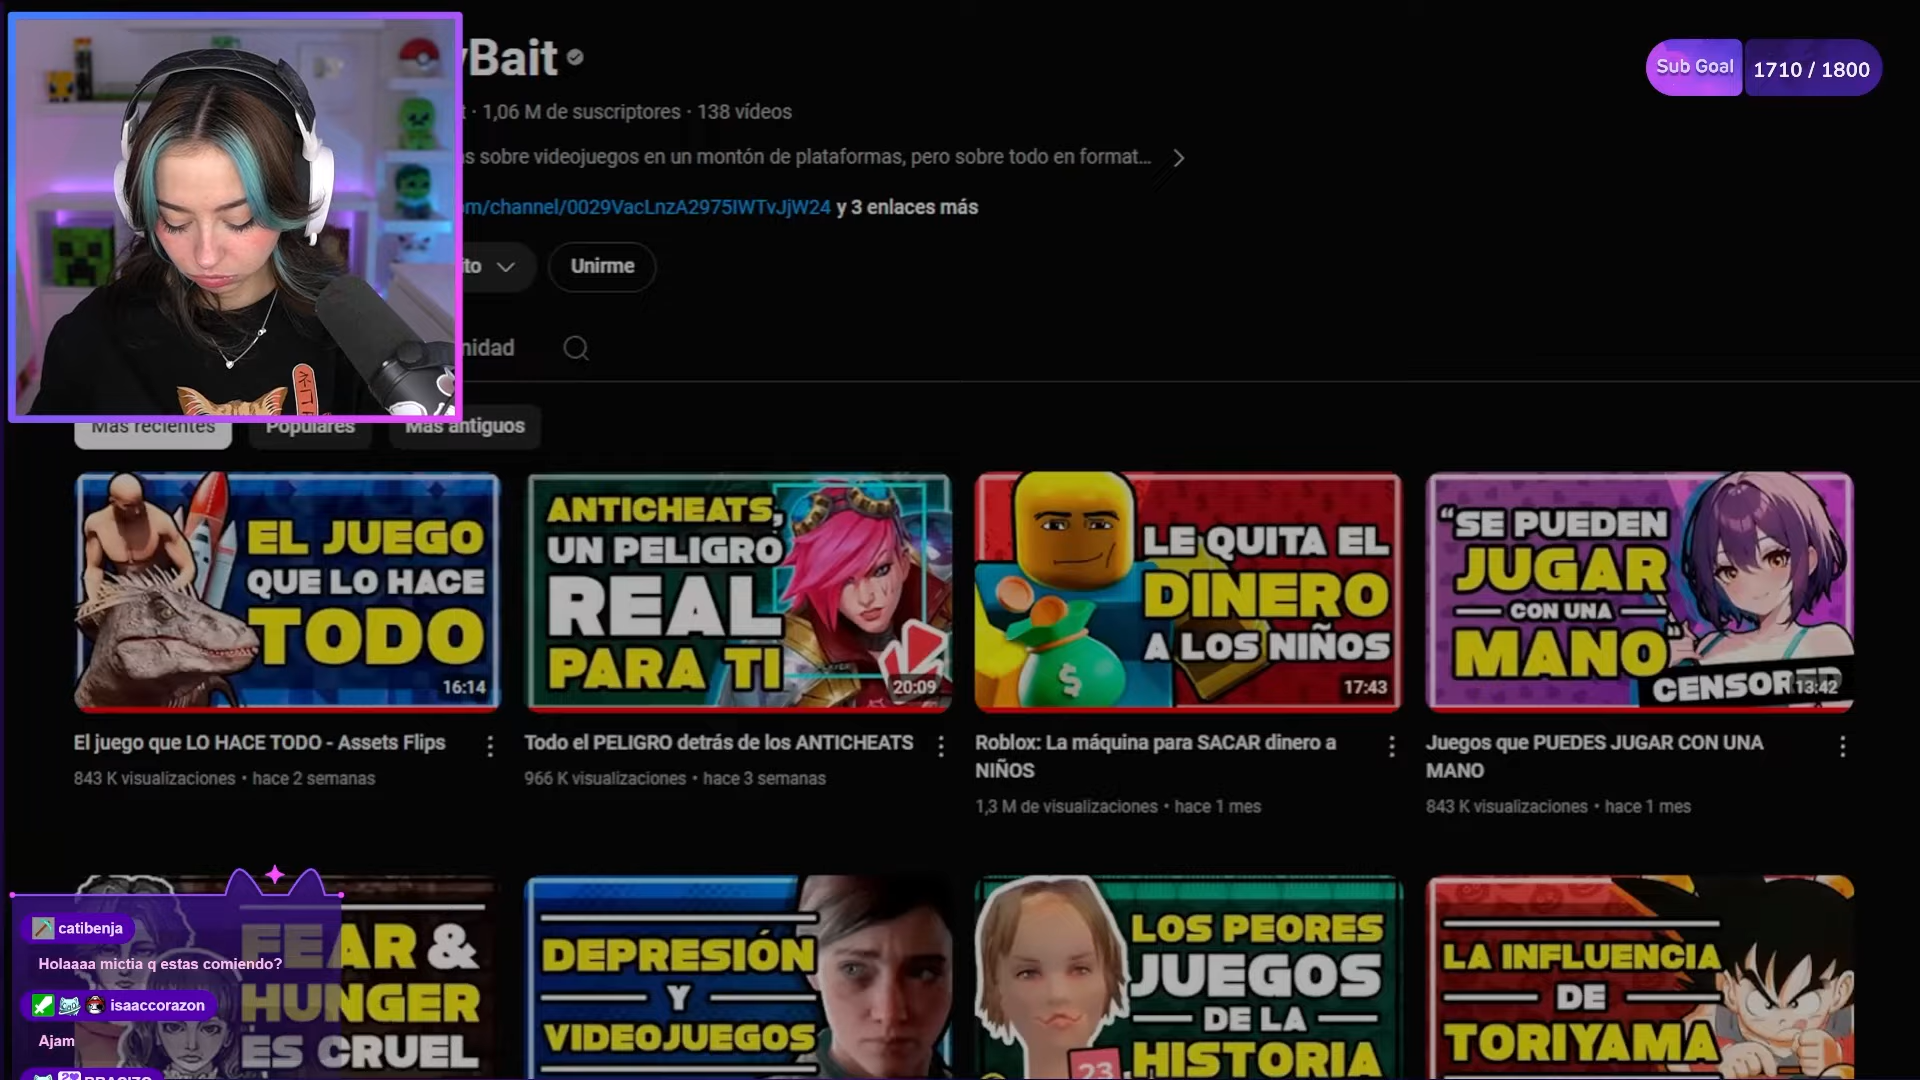 yBait
· 1,06 M de suscriptores · 138 vídeos
s sobre videojuegos en un montón de plataformas, pero sobre todo en format...
om/channel/0029VacLnzA2975IWTvJjW24 y 3 enlaces más
ito
Unirme
nidad
Sub Goal
1710 / 1800
Más recientes
Populares
Más antiguos
EL JUEGO
QUE LO HACE
TODO
16:14
El juego que LO HACE TODO - Assets Flips
843 K visualizaciones • hace 2 semanas
ANTICHEATS,
UN PELIGRO
REAL
PARA TI
20:09
Todo el PELIGRO detrás de los ANTICHEATS
966 K visualizaciones • hace 3 semanas
LE QUITA EL
DINERO
A LOS NIÑOS
$
17:43
Roblox: La máquina para SACAR dinero a
NIÑOS
1,3 M de visualizaciones • hace 1 mes
“SE PUEDEN
JUGAR
CON UNA
MANO”
CENSOR
13:42
Juegos que PUEDES JUGAR CON UNA
MANO
843 K visualizaciones • hace 1 mes
FEAR &
HUNGER
ES CRUEL
DEPRESIÓN
Y
VIDEOJUEGOS
LOS PEORES
JUEGOS
DE LA
HISTORIA
23
LA INFLUENCIA
DE
TORIYAMA
catibenja
Holaaaa mictia q estas comiendo?
isaaccorazon
Ajam